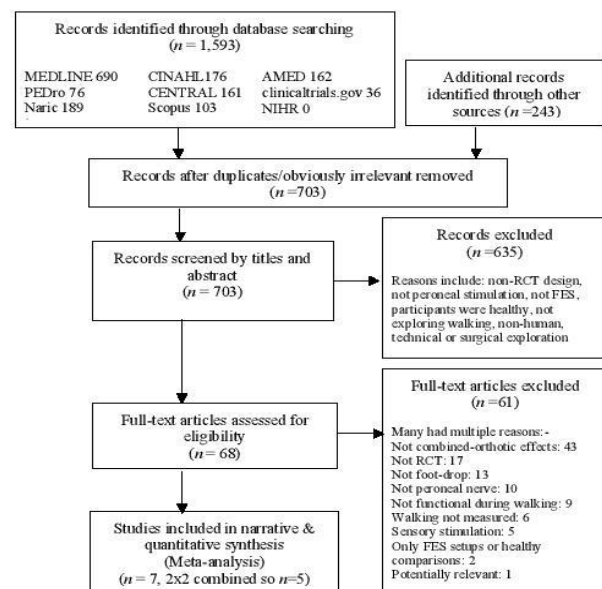 Records identified through database searching
(n = 1,593)
MEDLINE 690 CINAHL176 AMED 162
PEDro 76 CENTRAL 161 clinicaltrials.gov 36
Naric 189 Scopus 103 NIHR 0
Additional records
identified through other
sources (n =243)
Records after duplicates/obviously irrelevant removed
(n =703)
Records screened by titles and
abstract
(n = 703)
Records excluded
(n =635)
Reasons include: non-RCT design,
not peroneal stimulation, not FES,
participants were healthy, not
exploring walking, non-human,
technical or surgical exploration
Full-text articles assessed for
eligibility
(n = 68)
Full-text articles excluded
(n =61)
Many had multiple reasons:-
Not combined-orthotic effects: 43
Not RCT: 17
Not foot-drop: 13
Not peroneal nerve: 10
Not functional during walking: 9
Walking not measured: 6
Sensory stimulation: 5
Only FES setups or healthy
comparisons: 2
Potentially relevant: 1
Studies included in narrative &
quantitative synthesis
(Meta-analysis)
(n = 7, 2x2 combined so n=5)